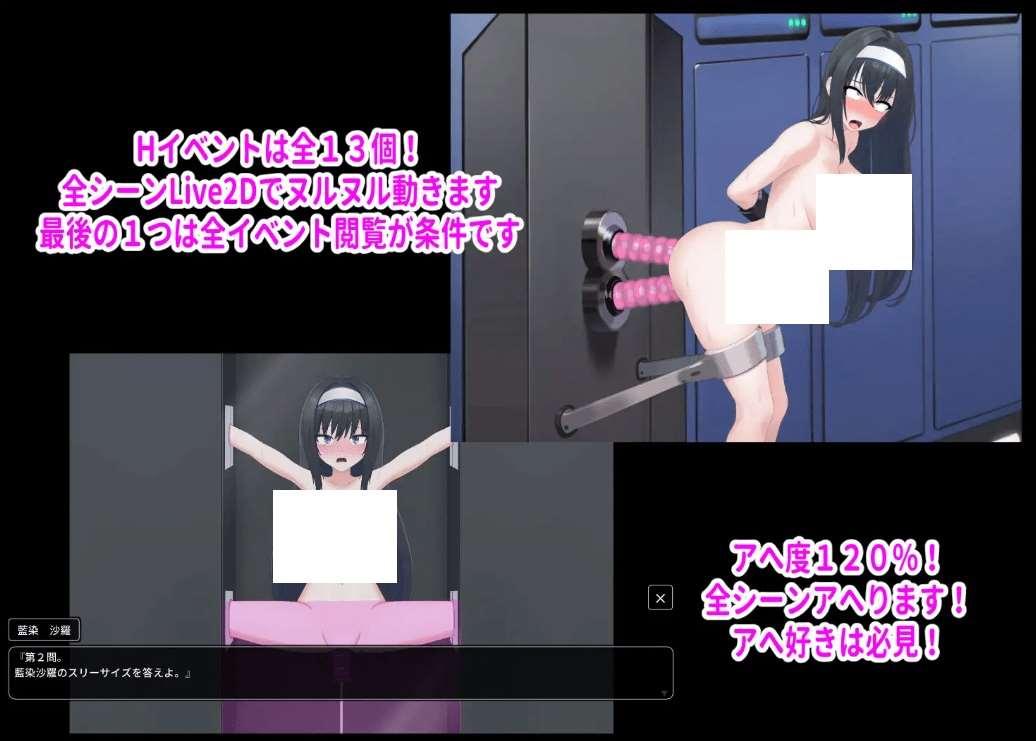 Hイベントは全１３個！
全シーンLive2Dでヌルヌル動きます
最後の１つは全イベント閲覧が条件です
アヘ度１２０％！
全シーンアヘります！
アヘ好きは必見！
藍染　沙羅
『第２問。
藍染沙羅のスリーサイズを答えよ。』